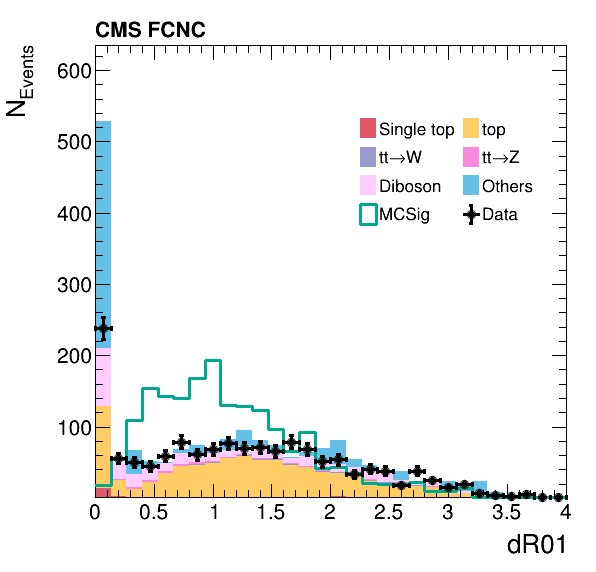 CMS FCNC
N_Events
600
500
400
300
200
100
Single top
top
tt→W
tt→Z
Diboson
Others
MCSig
Data
0 0.5 1 1.5 2 2.5 3 3.5 4
dR01